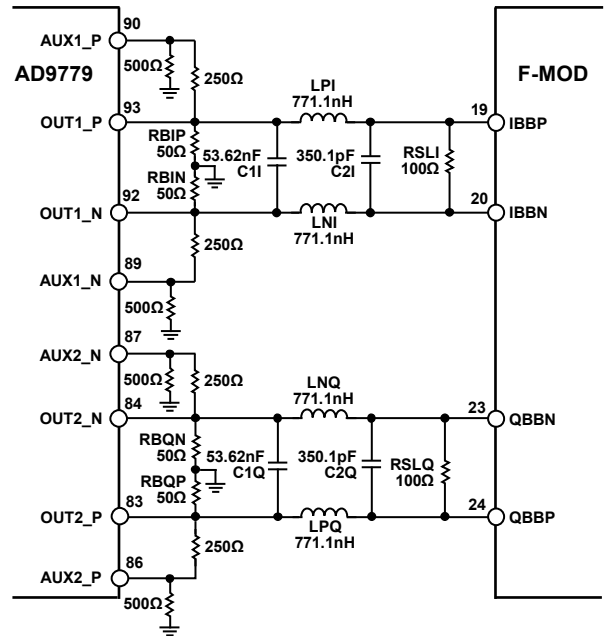 90
AUX1_P
AD9779
F-MOD
500Ω
250Ω
LPI
771.1nH
93
OUT1_P
19
IBBP
RBIP
50Ω
53.62nF
C1I
350.1pF
C2I
RSLI
100Ω
RBIN
50Ω
92
OUT1_N
20
IBBN
LNI
771.1nH
250Ω
89
AUX1_N
500Ω
87
AUX2_N
500Ω
250Ω
LNQ
771.1nH
84
OUT2_N
23
QBBN
RBQN
50Ω
53.62nF
C1Q
350.1pF
C2Q
RSLQ
100Ω
RBQP
50Ω
83
OUT2_P
24
QBBP
LPQ
771.1nH
250Ω
86
AUX2_P
500Ω